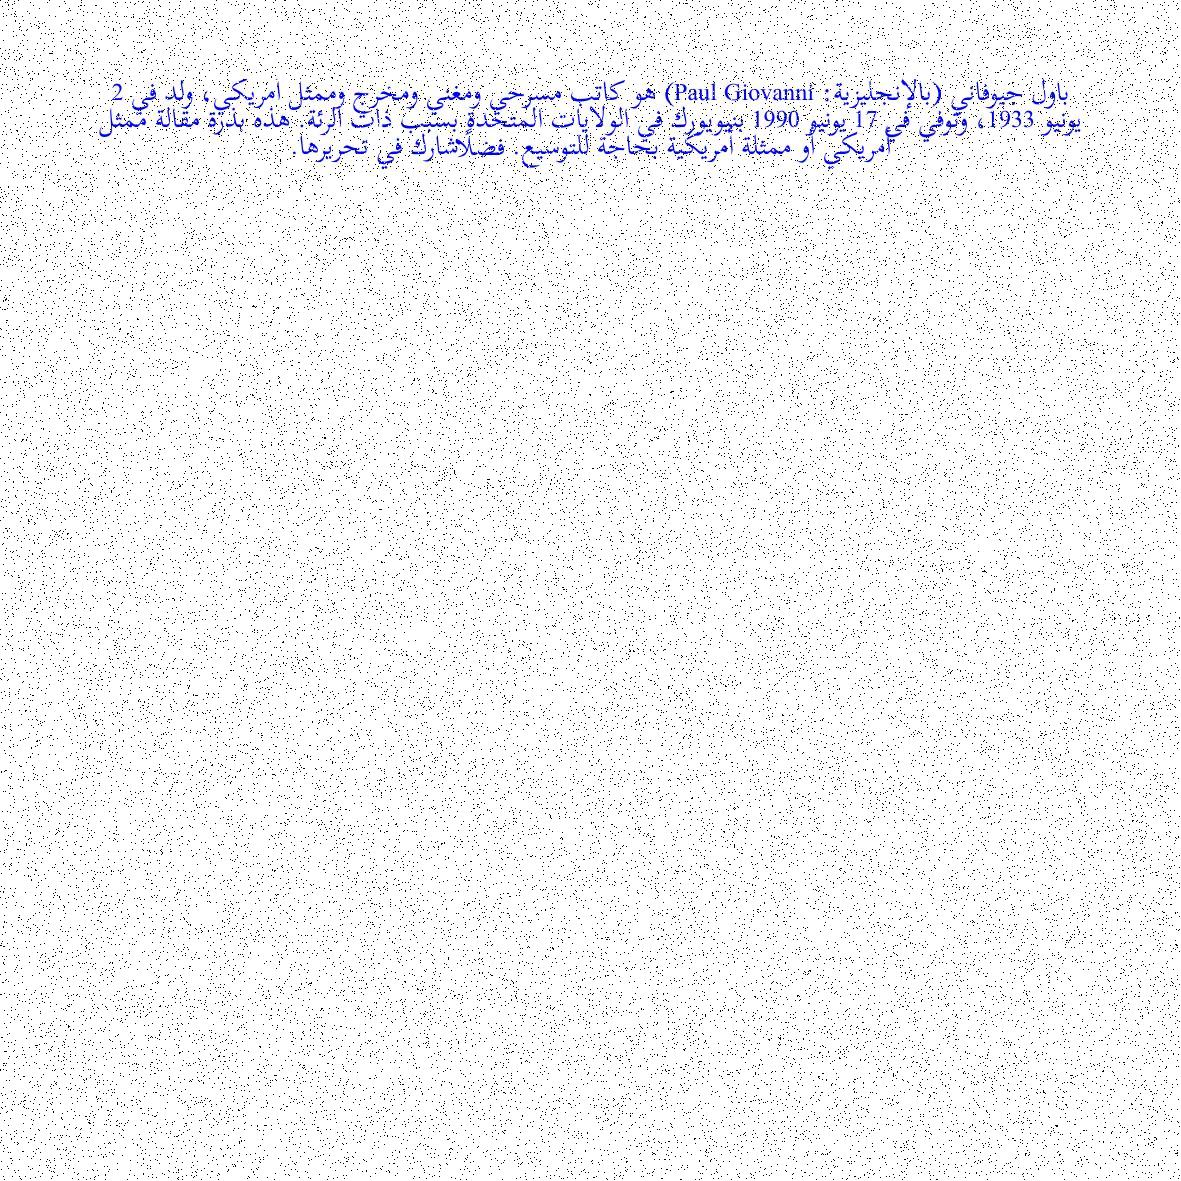 باول جيوفاني (بالإنجليزية: Paul Giovanni) هو كاتب مسرحي ومغني ومخرج وممثل امريكي، ولد في 2
يونيو 1933، وتوفي في 17 يونيو 1990 بنيويورك في الولايات المتحدة بسبب ذات الرئة. هذه بذرة مقالة ممثل
أمريكي أو ممثلة أمريكية بحاجة للتوسيع. فضلًاشارك في تحريرها.